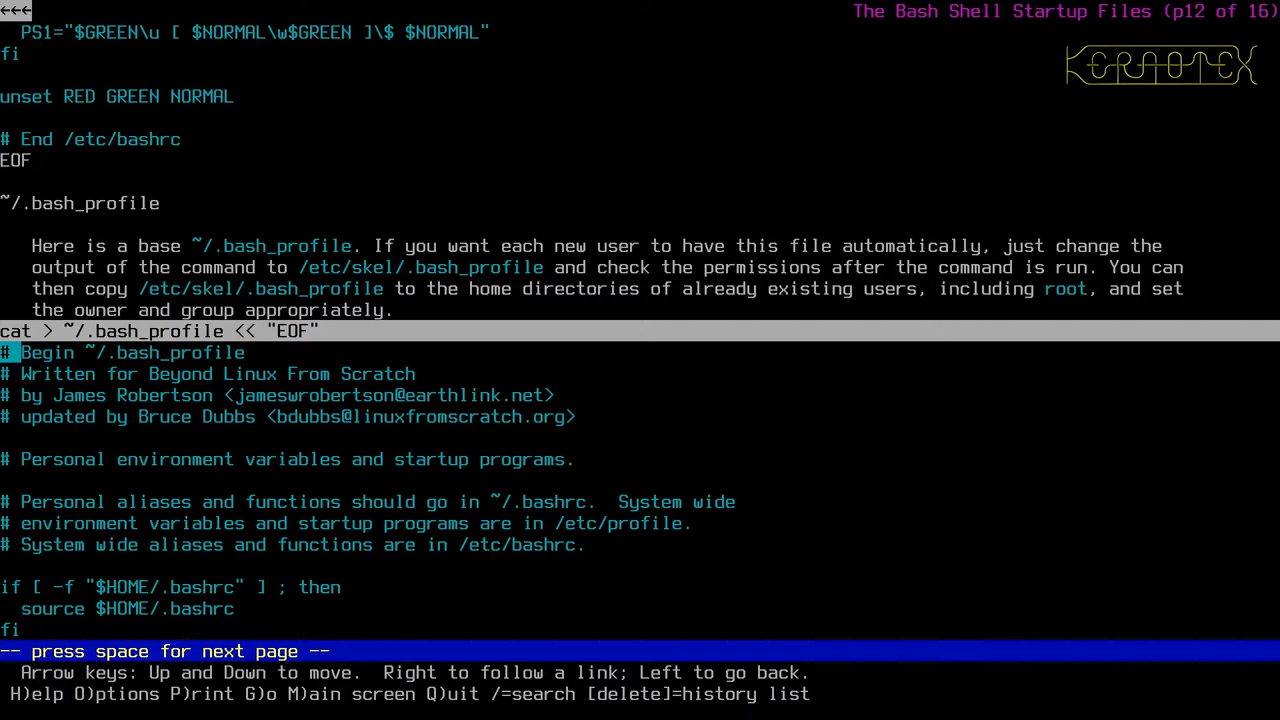 ←←←
The Bash Shell Startup Files (p12 of 16)
  PS1="$GREEN\u [ $NORMAL\w$GREEN ]\$ $NORMAL"
fi
KERNOTEX
unset RED GREEN NORMAL
# End /etc/bashrc
EOF
~/.bash_profile
Here is a base ~/.bash_profile. If you want each new user to have this file automatically, just change the
output of the command to /etc/skel/.bash_profile and check the permissions after the command is run. You can
then copy /etc/skel/.bash_profile to the home directories of already existing users, including root, and set
the owner and group appropriately.
cat > ~/.bash_profile << "EOF"
# Begin ~/.bash_profile
# Written for Beyond Linux From Scratch
# by James Robertson <jameswrobertson@earthlink.net>
# updated by Bruce Dubbs <bdubbs@linuxfromscratch.org>
# Personal environment variables and startup programs.
# Personal aliases and functions should go in ~/.bashrc.  System wide
# environment variables and startup programs are in /etc/profile.
# System wide aliases and functions are in /etc/bashrc.
if [ -f "$HOME/.bashrc" ] ; then
  source $HOME/.bashrc
fi
-- press space for next page --
  Arrow keys: Up and Down to move.  Right to follow a link; Left to go back.
 H)elp O)ptions P)rint G)o M)ain screen Q)uit /=search [delete]=history list